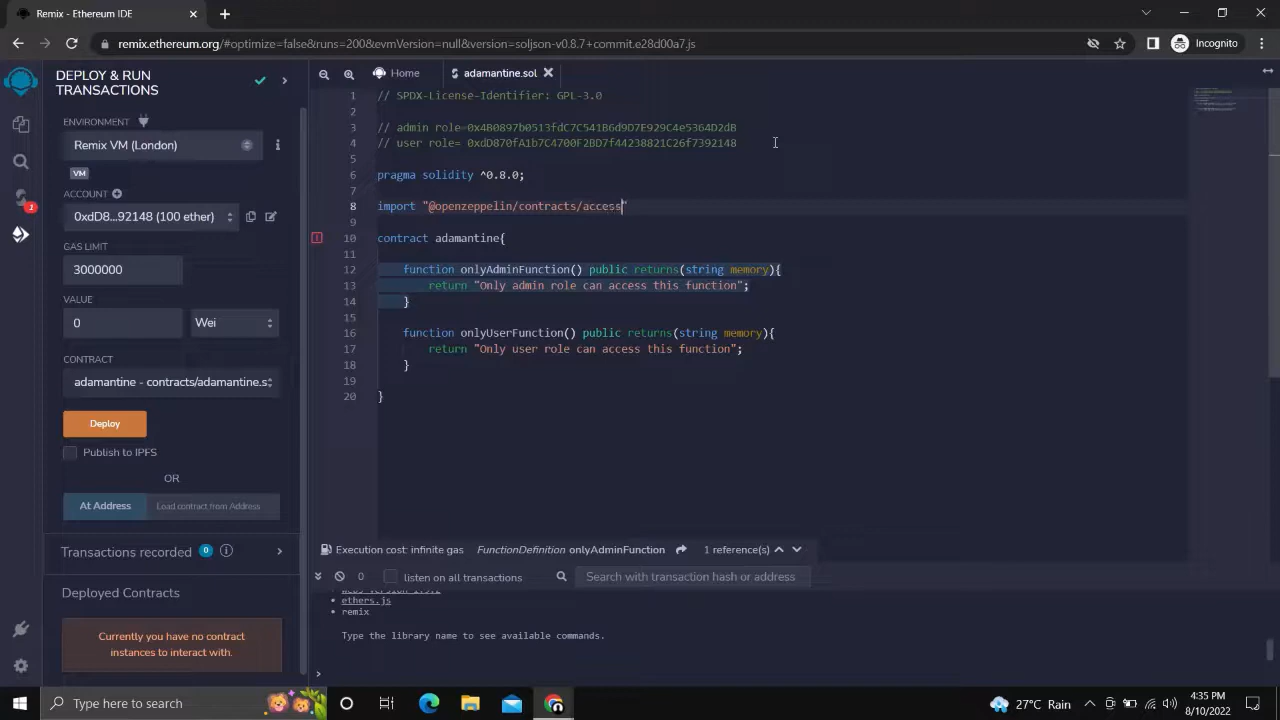 Remix - Ethereum IDE
remix.ethereum.org/#optimize=false&runs=200&evmVersion=null&version=soljson-v0.8.7+commit.e28d00a7.js
Incognito
DEPLOY & RUN
TRANSACTIONS
ENVIRONMENT
Remix VM (London)
VM
ACCOUNT
0xdD8...92148 (100 ether)
GAS LIMIT
3000000
VALUE
0
Wei
CONTRACT
adamantine - contracts/adamantine.s
Deploy
Publish to IPFS
OR
At Address
Load contract from Address
Transactions recorded 0
Deployed Contracts
Currently you have no contract
instances to interact with.
1
Home
adamantine.sol
1 // SPDX-License-Identifier: GPL-3.0
2
3 // admin role=0x4B0897b0513fdC7C541B6d9D7E929C4e5364D2dB
4 // user role= 0xdD870fA1b7C4700F2BD7f44238821C26f7392148
5
6 pragma solidity ^0.8.0;
7
8 import "@openzeppelin/contracts/access"
9
10 contract adamantine{
11
12 function onlyAdminFunction() public returns(string memory){
13 return "Only admin role can access this function";
14 }
15
16 function onlyUserFunction() public returns(string memory){
17 return "Only user role can access this function";
18 }
19
20 }
Execution cost: infinite gas FunctionDefinition onlyAdminFunction 1 reference(s)
0 listen on all transactions Search with transaction hash or address
ethers.js
remix
Type the library name to see available commands.
>
Type here to search
27°C Rain
4:35 PM
8/10/2022